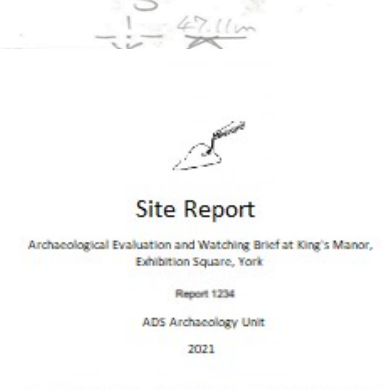 47.11m
Site Report
Archaeological Evaluation and Watching Brief at King's Manor,
Exhibition Square, York
Report 1234
ADS Archaeology Unit
2021